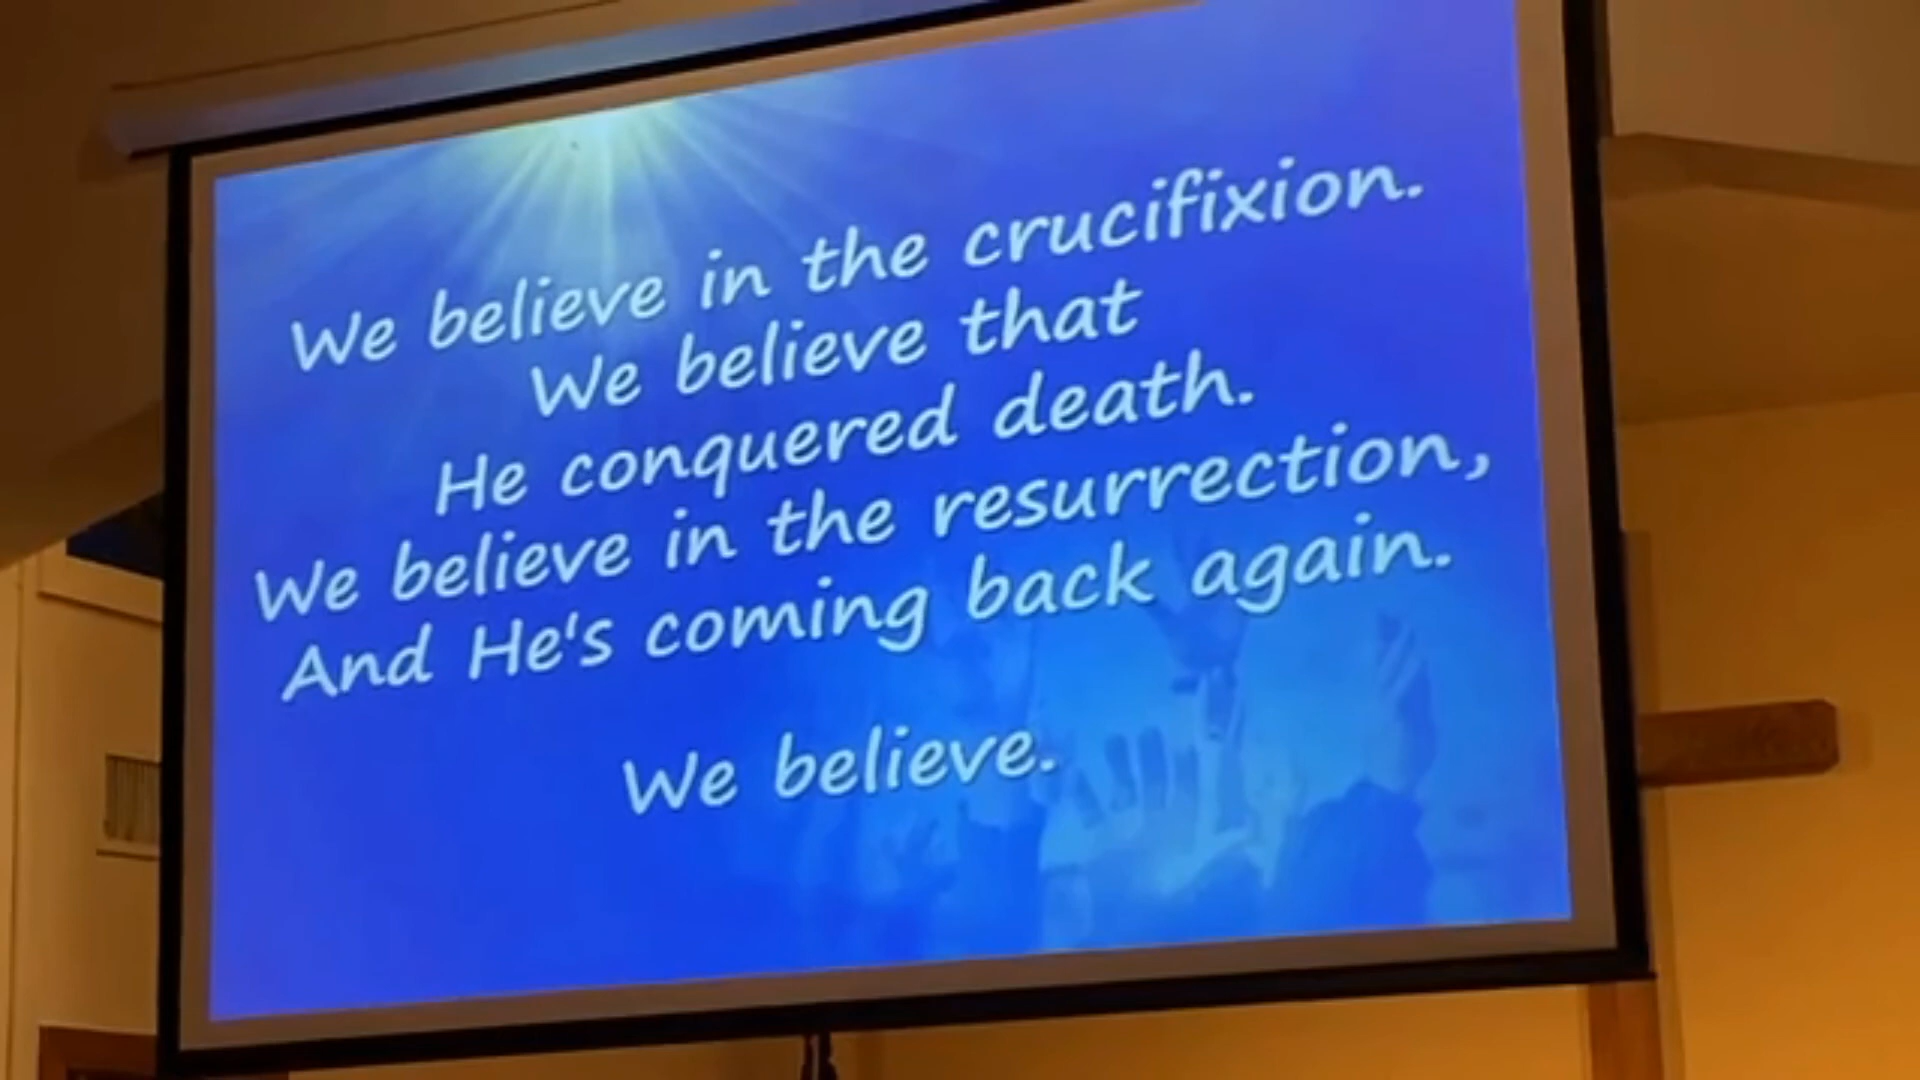 We believe in the crucifixion.
We believe that
He conquered death.
We believe in the resurrection,
And He's coming back again.
We believe.